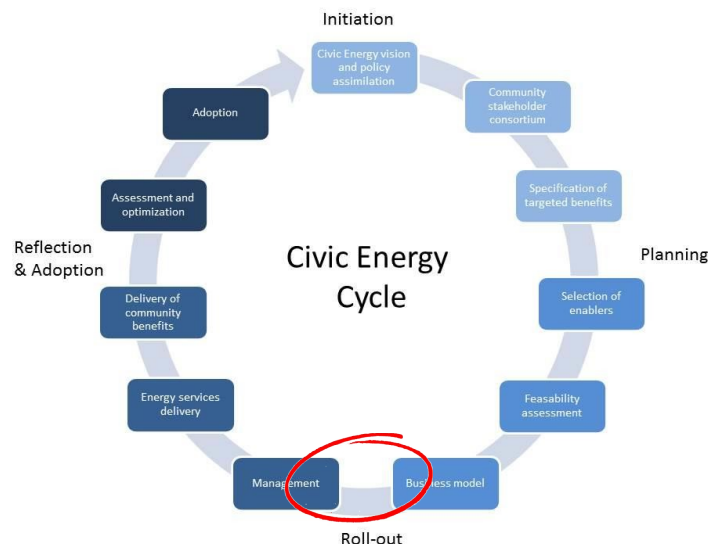 Initiation
Civic Energy vision
and policy
assimilation
Community
stakeholder
consortium
Specification of
targeted benefits
Planning
Selection of
enablers
Feasability
assessment
Business model
Roll-out
Management
Energy services
delivery
Delivery of
community
benefits
Reflection
& Adoption
Assessment and
optimization
Adoption
Civic Energy
Cycle